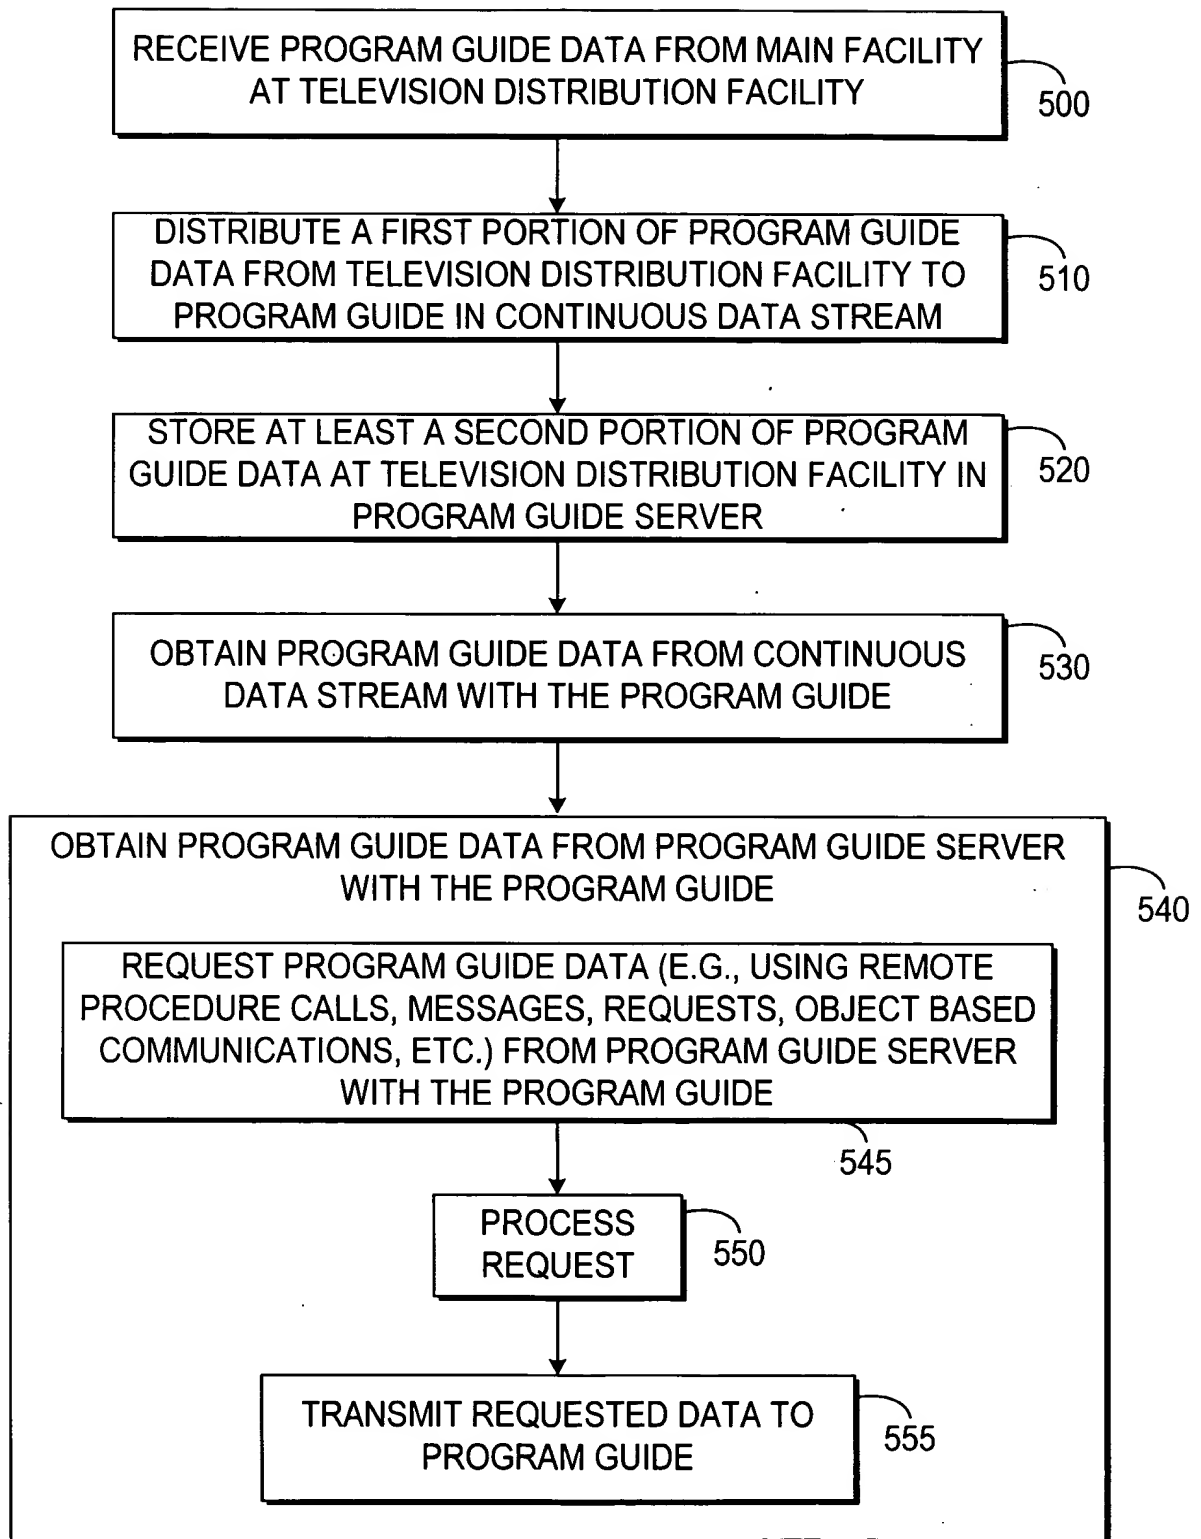 RECEIVE PROGRAM GUIDE DATA FROM MAIN FACILITY
AT TELEVISION DISTRIBUTION FACILITY
500
DISTRIBUTE A FIRST PORTION OF PROGRAM GUIDE
DATA FROM TELEVISION DISTRIBUTION FACILITY TO
PROGRAM GUIDE IN CONTINUOUS DATA STREAM
510
STORE AT LEAST A SECOND PORTION OF PROGRAM
GUIDE DATA AT TELEVISION DISTRIBUTION FACILITY IN
PROGRAM GUIDE SERVER
520
OBTAIN PROGRAM GUIDE DATA FROM CONTINUOUS
DATA STREAM WITH THE PROGRAM GUIDE
530
OBTAIN PROGRAM GUIDE DATA FROM PROGRAM GUIDE SERVER
WITH THE PROGRAM GUIDE
540
REQUEST PROGRAM GUIDE DATA (E.G., USING REMOTE
PROCEDURE CALLS, MESSAGES, REQUESTS, OBJECT BASED
COMMUNICATIONS, ETC.) FROM PROGRAM GUIDE SERVER
WITH THE PROGRAM GUIDE
545
PROCESS
REQUEST
550
TRANSMIT REQUESTED DATA TO
PROGRAM GUIDE
555